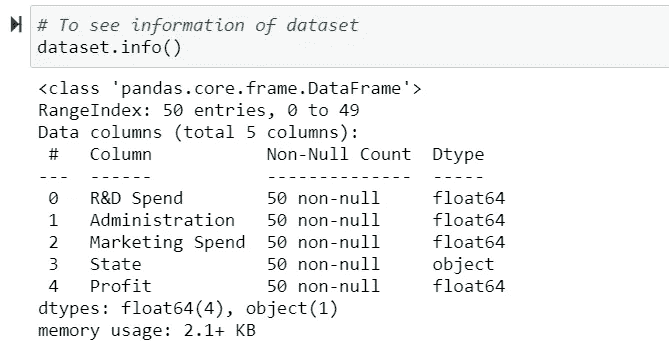 # To see information of dataset
dataset.info()
<class 'pandas.core.frame.DataFrame'>
RangeIndex: 50 entries, 0 to 49
Data columns (total 5 columns):
 #   Column           Non-Null Count  Dtype
---  ------           --------------  -----
 0   R&D Spend        50 non-null     float64
 1   Administration   50 non-null     float64
 2   Marketing Spend  50 non-null     float64
 3   State            50 non-null     object
 4   Profit           50 non-null     float64
dtypes: float64(4), object(1)
memory usage: 2.1+ KB